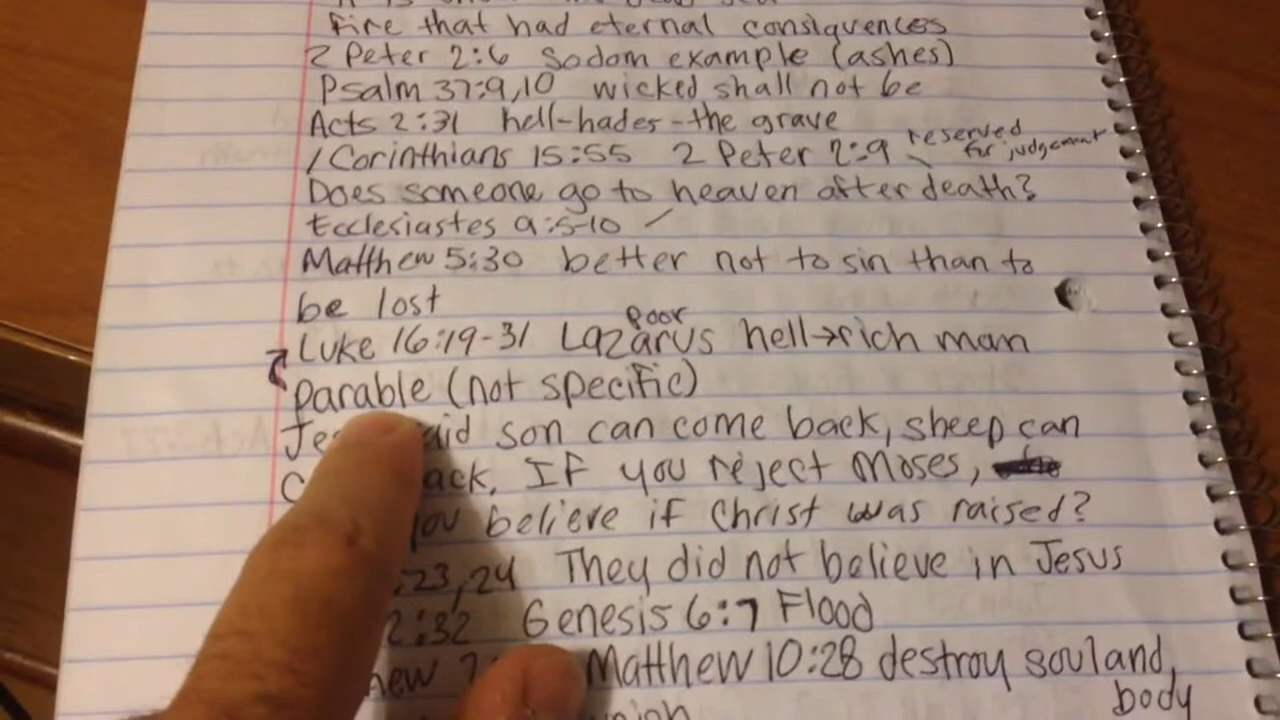 Fire that had eternal consiquences
2 Peter 2:6 Sodom example (ashes)
Psalm 37:9,10 wicked shall not be
Acts 2:31 hell-hades-the grave
1 Corinthians 15:55 2 Peter 2:9 reserved for judgement
Does someone go to heaven after death?
Ecclesiastes 9:5-10
Matthew 5:30 better not to sin than to
be lost
poor
Luke 16:19-31 Lazarus hell→rich man
parable (not specific)
son can come back, sheep can
If you reject Moses,
you believe if Christ was raised?
:23,24 They did not believe in Jesus
2:32 Genesis 6:7 Flood
Matthew 10:28 destroy soul and
body